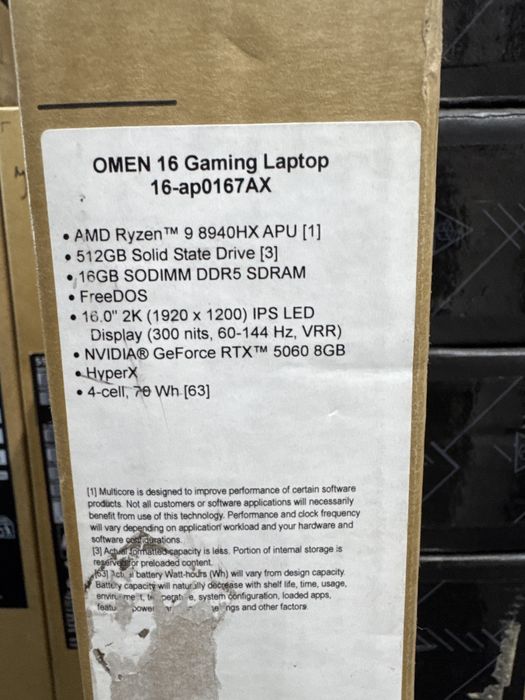 OMEN 16 Gaming Laptop
16-ap0167AX
• AMD Ryzen™ 9 8940HX APU [1]
• 512GB Solid State Drive [3]
• 16GB SODIMM DDR5 SDRAM
• FreeDOS
• 16.0" 2K (1920 x 1200) IPS LED
Display (300 nits, 60-144 Hz, VRR)
• NVIDIA® GeForce RTX™ 5060 8GB
• HyperX
• 4-cell, 70 Wh [63]
[1] Multicore is designed to improve performance of certain software
products. Not all customers or software applications will necessarily
benefit from use of this technology. Performance and clock frequency
will vary depending on application workload and your hardware and
software configurations.
[3] Actual formatted capacity is less. Portion of internal storage is
reserved for preloaded content.
[63] Actual battery Watt-hours (Wh) will vary from design capacity.
Battery capacity will naturally decrease with shelf life, time, usage,
environment, temperature, system configuration, loaded apps,
power and other factors.